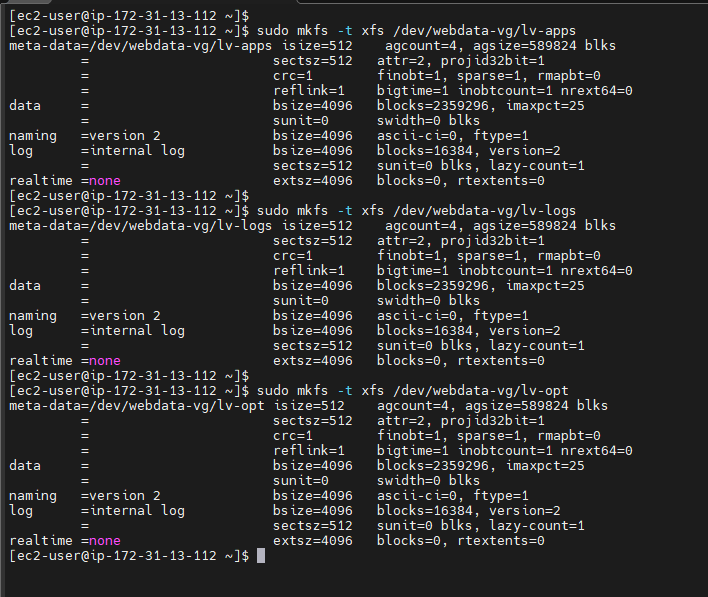 [ec2-user@ip-172-31-13-112 ~]$
[ec2-user@ip-172-31-13-112 ~]$ sudo mkfs -t xfs /dev/webdata-vg/lv-apps
meta-data=/dev/webdata-vg/lv-apps isize=512    agcount=4, agsize=589824 blks
         =                       sectsz=512   attr=2, projid32bit=1
         =                       crc=1        finobt=1, sparse=1, rmapbt=0
         =                       reflink=1    bigtime=1 inobtcount=1 nrext64=0
data     =                       bsize=4096   blocks=2359296, imaxpct=25
         =                       sunit=0      swidth=0 blks
naming   =version 2              bsize=4096   ascii-ci=0, ftype=1
log      =internal log           bsize=4096   blocks=16384, version=2
         =                       sectsz=512   sunit=0 blks, lazy-count=1
realtime =none                   extsz=4096   blocks=0, rtextents=0
[ec2-user@ip-172-31-13-112 ~]$
[ec2-user@ip-172-31-13-112 ~]$ sudo mkfs -t xfs /dev/webdata-vg/lv-logs
meta-data=/dev/webdata-vg/lv-logs isize=512    agcount=4, agsize=589824 blks
         =                       sectsz=512   attr=2, projid32bit=1
         =                       crc=1        finobt=1, sparse=1, rmapbt=0
         =                       reflink=1    bigtime=1 inobtcount=1 nrext64=0
data     =                       bsize=4096   blocks=2359296, imaxpct=25
         =                       sunit=0      swidth=0 blks
naming   =version 2              bsize=4096   ascii-ci=0, ftype=1
log      =internal log           bsize=4096   blocks=16384, version=2
         =                       sectsz=512   sunit=0 blks, lazy-count=1
realtime =none                   extsz=4096   blocks=0, rtextents=0
[ec2-user@ip-172-31-13-112 ~]$
[ec2-user@ip-172-31-13-112 ~]$ sudo mkfs -t xfs /dev/webdata-vg/lv-opt
meta-data=/dev/webdata-vg/lv-opt isize=512    agcount=4, agsize=589824 blks
         =                       sectsz=512   attr=2, projid32bit=1
         =                       crc=1        finobt=1, sparse=1, rmapbt=0
         =                       reflink=1    bigtime=1 inobtcount=1 nrext64=0
data     =                       bsize=4096   blocks=2359296, imaxpct=25
         =                       sunit=0      swidth=0 blks
naming   =version 2              bsize=4096   ascii-ci=0, ftype=1
log      =internal log           bsize=4096   blocks=16384, version=2
         =                       sectsz=512   sunit=0 blks, lazy-count=1
realtime =none                   extsz=4096   blocks=0, rtextents=0
[ec2-user@ip-172-31-13-112 ~]$